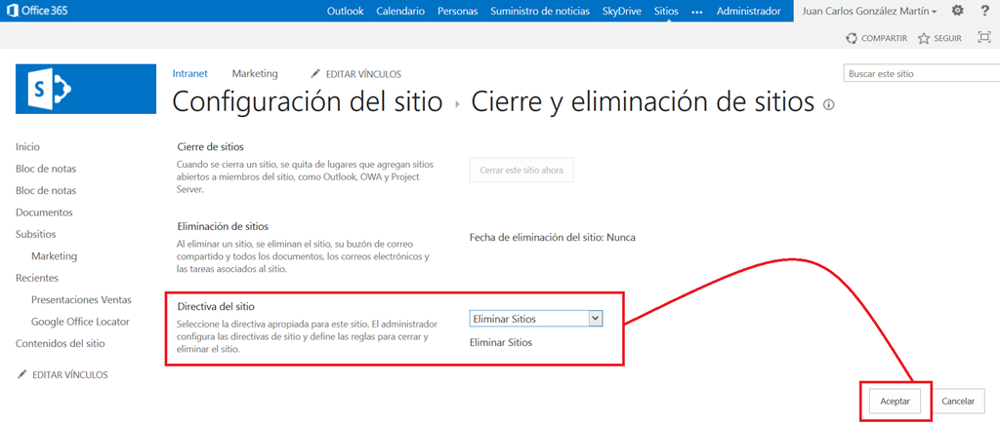 Office 365
Outlook Calendario Personas Suministro de noticias SkyDrive Sitios ••• Administrador Juan Carlos González Martín ?
COMPARTIR SEGUIR
S
Intranet Marketing EDITAR VÍNCULOS
Buscar este sitio
Configuración del sitio Cierre y eliminación de sitios
Inicio
Bloc de notas
Bloc de notas
Documentos
Subsitios
Marketing
Recientes
Presentaciones Ventas
Google Office Locator
Contenidos del sitio
EDITAR VÍNCULOS
Cierre de sitios
Cuando se cierra un sitio, se quita de lugares que agregan sitios
abiertos a miembros del sitio, como Outlook, OWA y Project
Server.
Cerrar este sitio ahora
Eliminación de sitios
Al eliminar un sitio, se eliminan el sitio, su buzón de correo
compartido y todos los documentos, los correos electrónicos y
las tareas asociados al sitio.
Fecha de eliminación del sitio: Nunca
Directiva del sitio
Seleccione la directiva apropiada para este sitio. El administrador
configura las directivas de sitio y define las reglas para cerrar y
eliminar el sitio.
Eliminar Sitios
Eliminar Sitios
Aceptar Cancelar